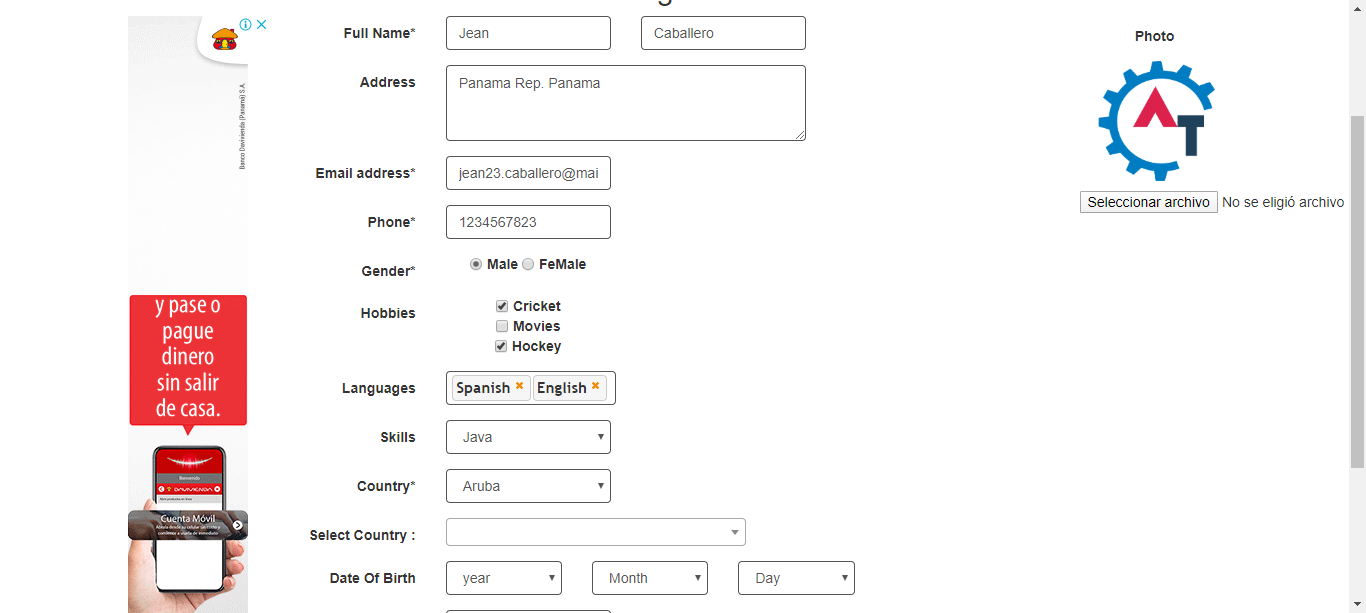 Full Name*
Jean
Caballero
Photo
Address
Panama Rep. Panama
Banco Davivienda (Panamá) S.A.
Email address*
jean23.caballero@mai
Seleccionar archivo No se eligió archivo
Phone*
1234567823
Gender*
Male FeMale
Hobbies
Cricket
Movies
Hockey
y pase o
pague
dinero
sin salir
de casa.
Languages
Spanish English
Skills
Java
Country*
Aruba
Bienvenido
DAVIVIENDA
Cuenta Móvil
Select Country :
Date Of Birth
year
Month
Day